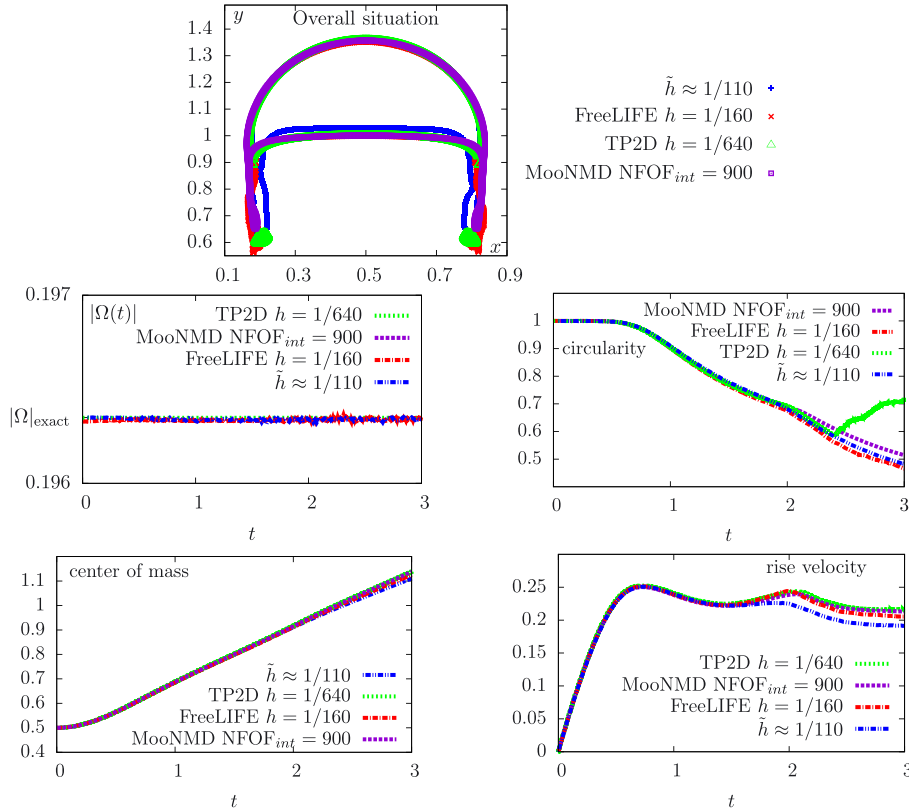 y Overall situation
1.4
1.3
1.2
1.1
1
0.9
0.8
0.7
0.6
x
0.1 0.3 0.5 0.7 0.9
h̃ ≈ 1/110
FreeLIFE h = 1/160
TP2D h = 1/640
MooNMD NFOF_int = 900
0.197
|Ω(t)|
TP2D h = 1/640
MooNMD NFOF_int = 900
FreeLIFE h = 1/160
h̃ ≈ 1/110
|Ω|_exact
0.196
0 1 2 3
t
MooNMD NFOF_int = 900
FreeLIFE h = 1/160
TP2D h = 1/640
h̃ ≈ 1/110
circularity
1
0.9
0.8
0.7
0.6
0.5
0 1 2 3
t
center of mass
1.1
1
0.9
0.8
0.7
0.6
0.5
0.4
h̃ ≈ 1/110
TP2D h = 1/640
FreeLIFE h = 1/160
MooNMD NFOF_int = 900
0 1 2 3
t
rise velocity
0.25
0.2
0.15
0.1
0.05
0
TP2D h = 1/640
MooNMD NFOF_int = 900
FreeLIFE h = 1/160
h̃ ≈ 1/110
0 1 2 3
t